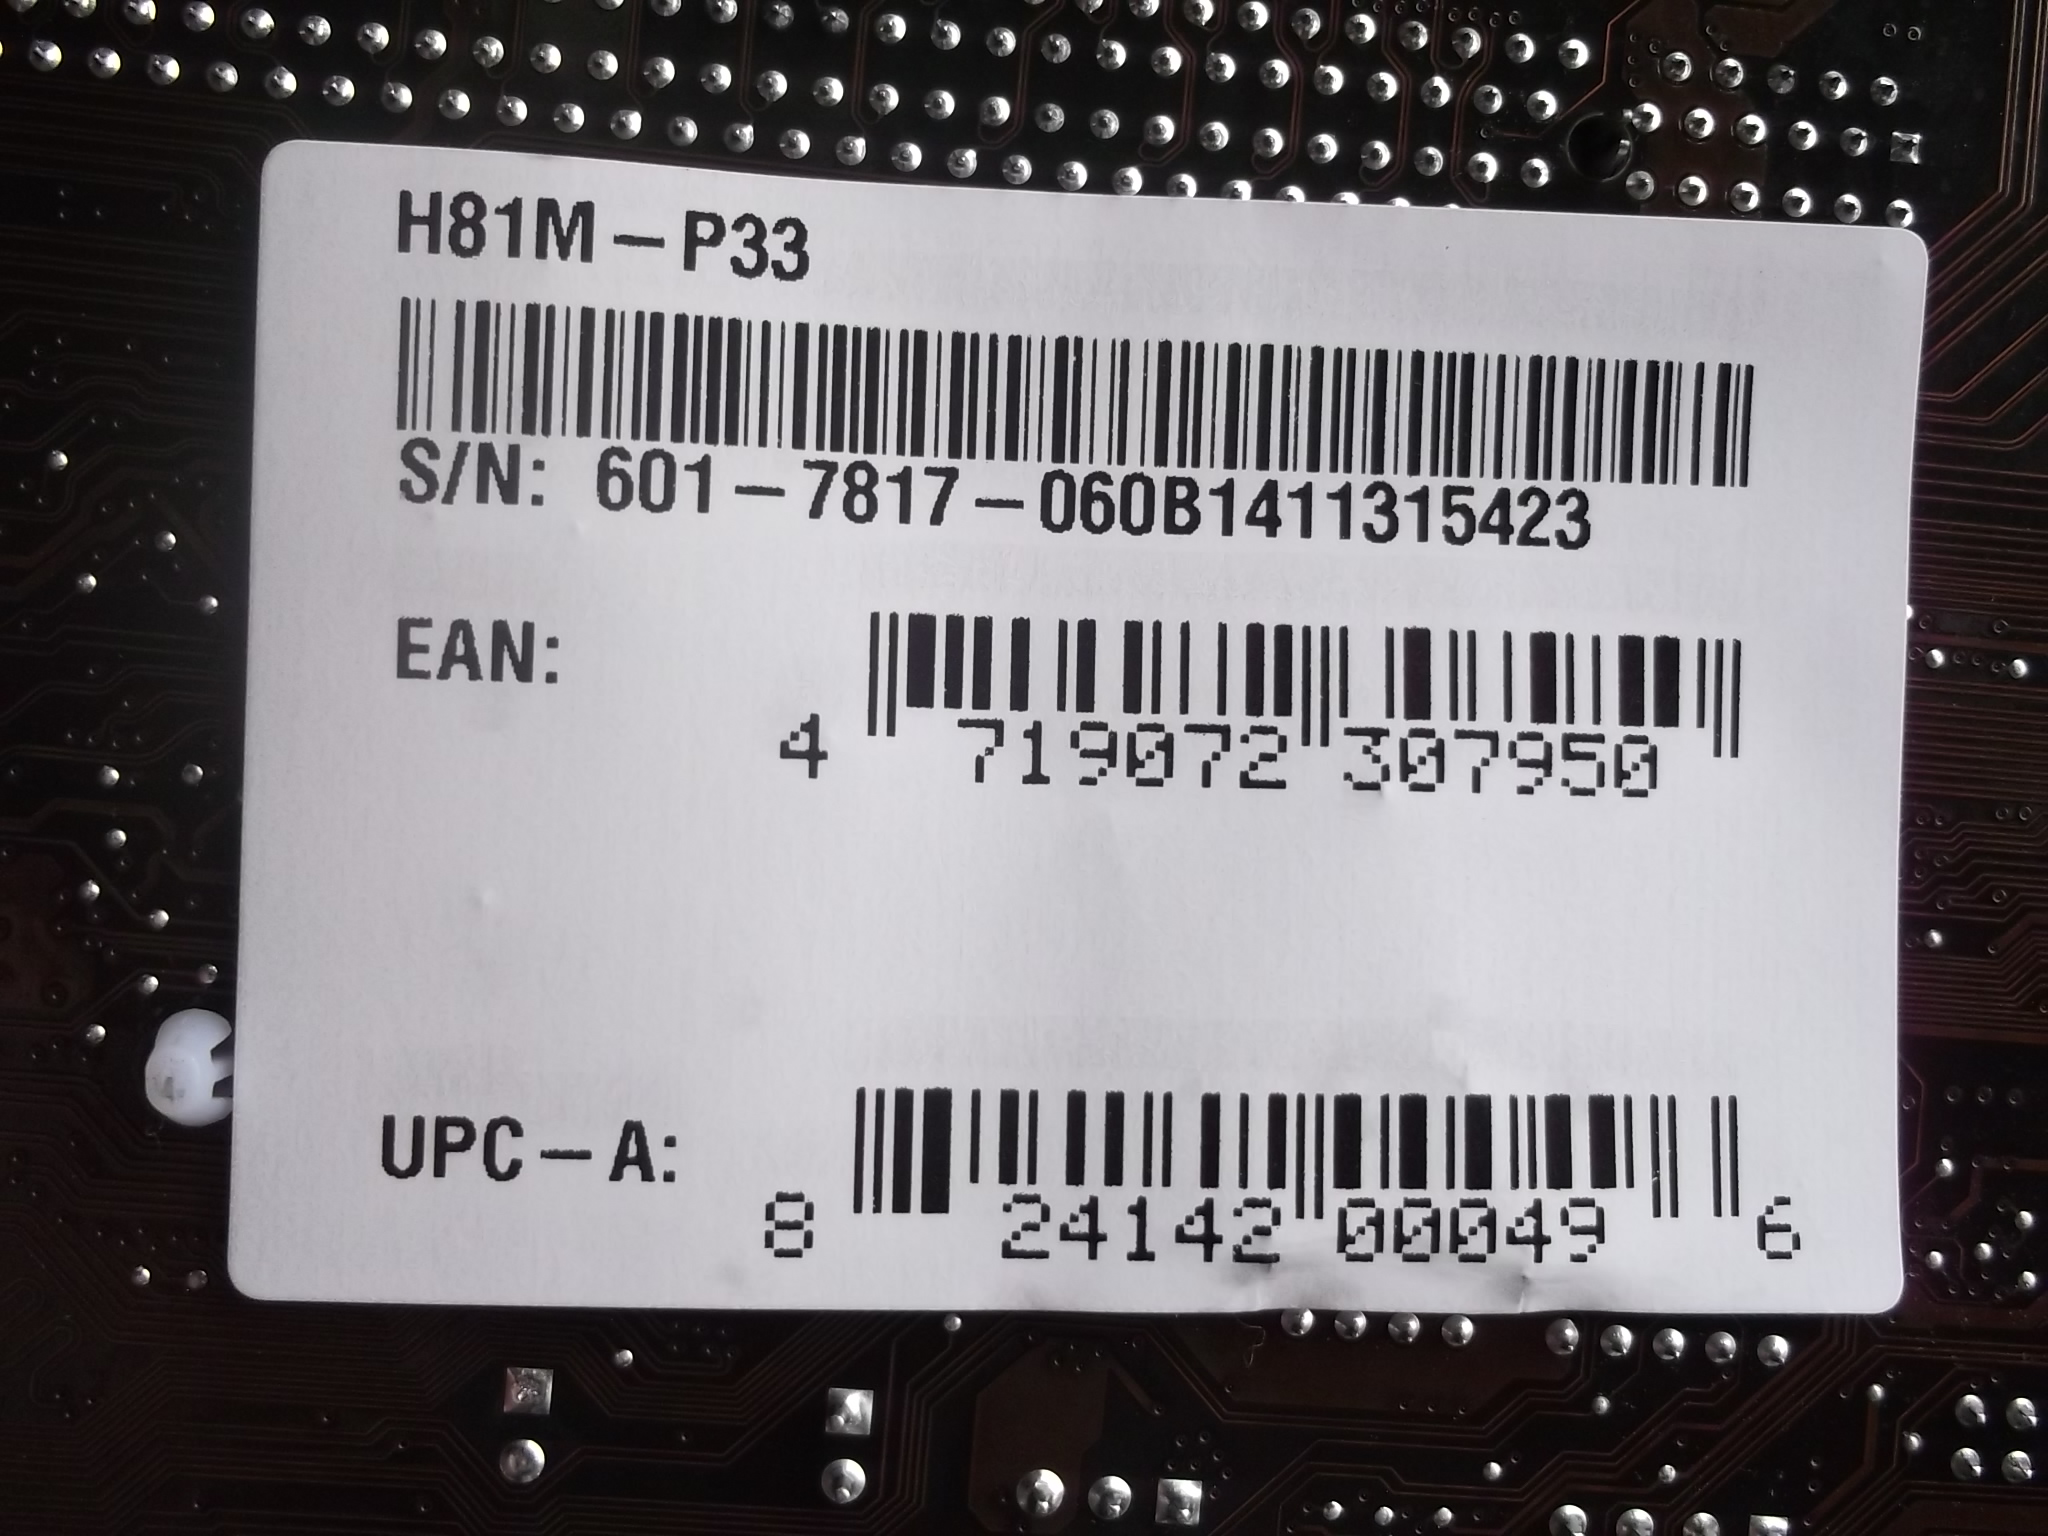 H81M-P33
S/N: 601-7817-060B1411315423
EAN:
4 719072 307950
UPC-A:
8 24142 00049 6